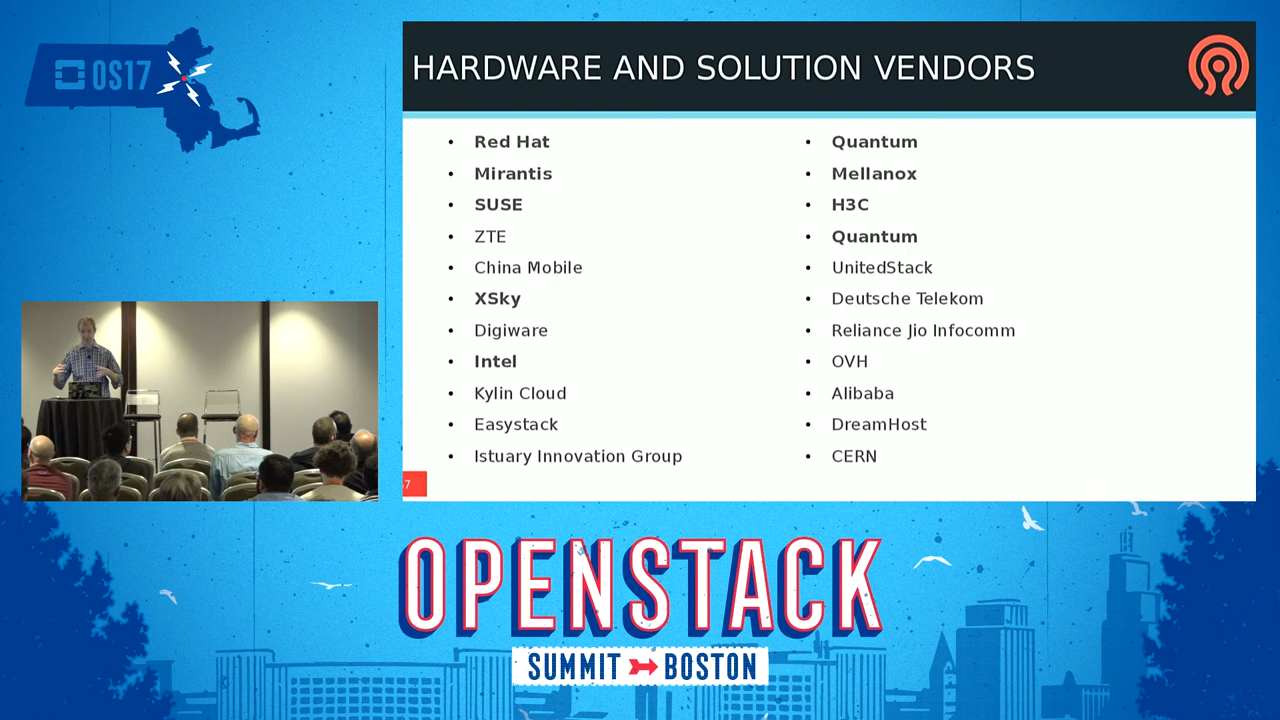 OS17
HARDWARE AND SOLUTION VENDORS
• Red Hat
• Mirantis
• SUSE
• ZTE
• China Mobile
• XSky
• Digiware
• Intel
• Kylin Cloud
• Easystack
• Istuary Innovation Group
• Quantum
• Mellanox
• H3C
• Quantum
• UnitedStack
• Deutsche Telekom
• Reliance Jio Infocomm
• OVH
• Alibaba
• DreamHost
• CERN
7
OPENSTACK
SUMMIT BOSTON